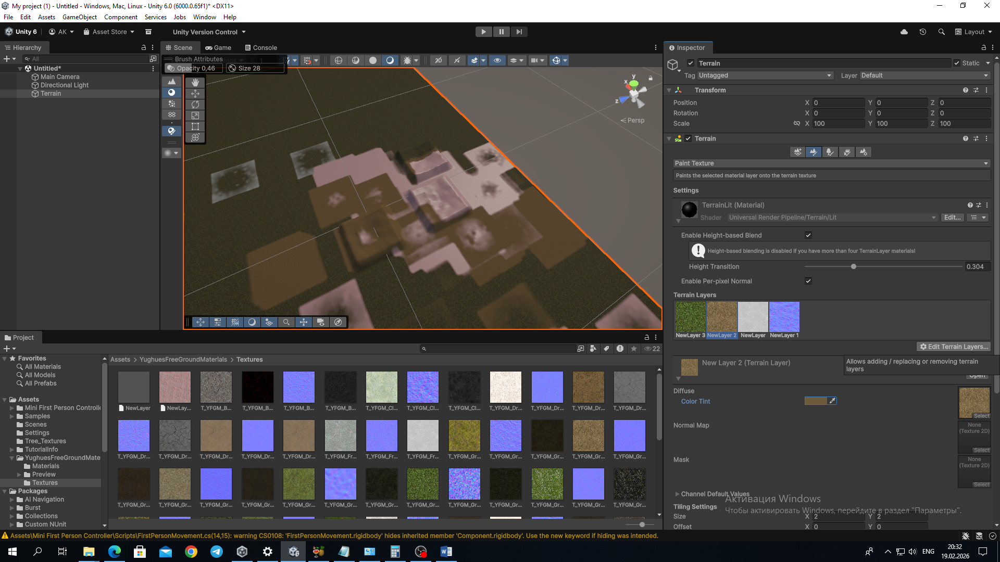 My project (1) - Untitled - Windows, Mac, Linux - Unity 6.0 (6000.0.65f1)* <DX11>
File Edit Assets GameObject Component Services Jobs Window Help
Unity 6 AK Asset Store Unity Version Control Layout
Hierarchy
All
Untitled*
Main Camera
Directional Light
Terrain
Scene Game Console
Brush Attributes
Opacity 0,46 Size 28
2D
y
x
z
Persp
Inspector
Terrain Static
Tag Untagged Layer Default
Transform
Position X 0 Y 0 Z 0
Rotation X 0 Y 0 Z 0
Scale X 100 Y 100 Z 100
Terrain
Paint Texture
Paints the selected material layer onto the terrain texture
Settings
TerrainLit (Material)
Shader Universal Render Pipeline/Terrain/Lit Edit...
Enable Height-based Blend
Height-based blending is disabled if you have more than four TerrainLayer materials!
Height Transition 0.304
Enable Per-pixel Normal
Terrain Layers
NewLayer 3 NewLayer 2 NewLayer NewLayer 1
Edit Terrain Layers...
New Layer 2 (Terrain Layer)
Allows adding / replacing or removing terrain
layers
Open
Diffuse
Color Tint
Select
Normal Map
None
(Texture 2D)
Select
Mask
None
(Texture 2D)
Select
Channel Default Values
Tiling Settings
Size X 2 Y 2
Offset X 0 Y 0
Активация Windows
Чтобы активировать Windows, перейдите в раздел "Параметры".
Project
22
Favorites
All Materials
All Models
All Prefabs
Assets
Mini First Person Controlle
Samples
Scenes
Settings
Tree_Textures
TutorialInfo
YughuesFreeGroundMate
Materials
Preview
Textures
Packages
AI Navigation
Burst
Collections
Custom NUnit
Assets > YughuesFreeGroundMaterials > Textures
NewLayer NewLay... T_YFGM_B... T_YFGM_B... T_YFGM_B... T_YFGM_B... T_YFGM_Cl... T_YFGM_Cl... T_YFGM_Cl... T_YFGM_Dr... T_YFGM_Dr... T_YFGM_Dr... T_YFGM_Dr...
T_YFGM_Dr... T_YFGM_Dr... T_YFGM_Dr... T_YFGM_Dr... T_YFGM_Dr... T_YFGM_Fr... T_YFGM_Fr... T_YFGM_Fr... T_YFGM_Gr... T_YFGM_Gr... T_YFGM_Gr... T_YFGM_Gr... T_YFGM_Gr...
T_YFGM_Gr... T_YFGM_Gr... T_YFGM_Gr... T_YFGM_Gr... T_YFGM_Gr... T_YFGM_Gr... T_YFGM_Gr... T_YFGM_Gr... T_YFGM_Gr... T_YFGM_Gr... T_YFGM_Gr... T_YFGM_Gr... T_YFGM_Gr...
Assets\Mini First Person Controller\Scripts\FirstPersonMovement.cs(14,15): warning CS0108: 'FirstPersonMovement.rigidbody' hides inherited member 'Component.rigidbody'. Use the new keyword if hiding was intended.
ENG
20:32
19.02.2026